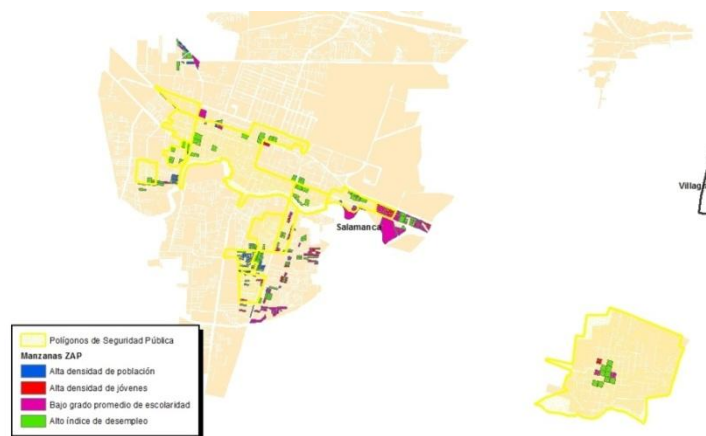 Villag
Salamanca
Polígonos de Seguridad Pública
Manzanas ZAP
Alta densidad de población
Alta densidad de jóvenes
Bajo grado promedio de escolaridad
Alto índice de desempleo